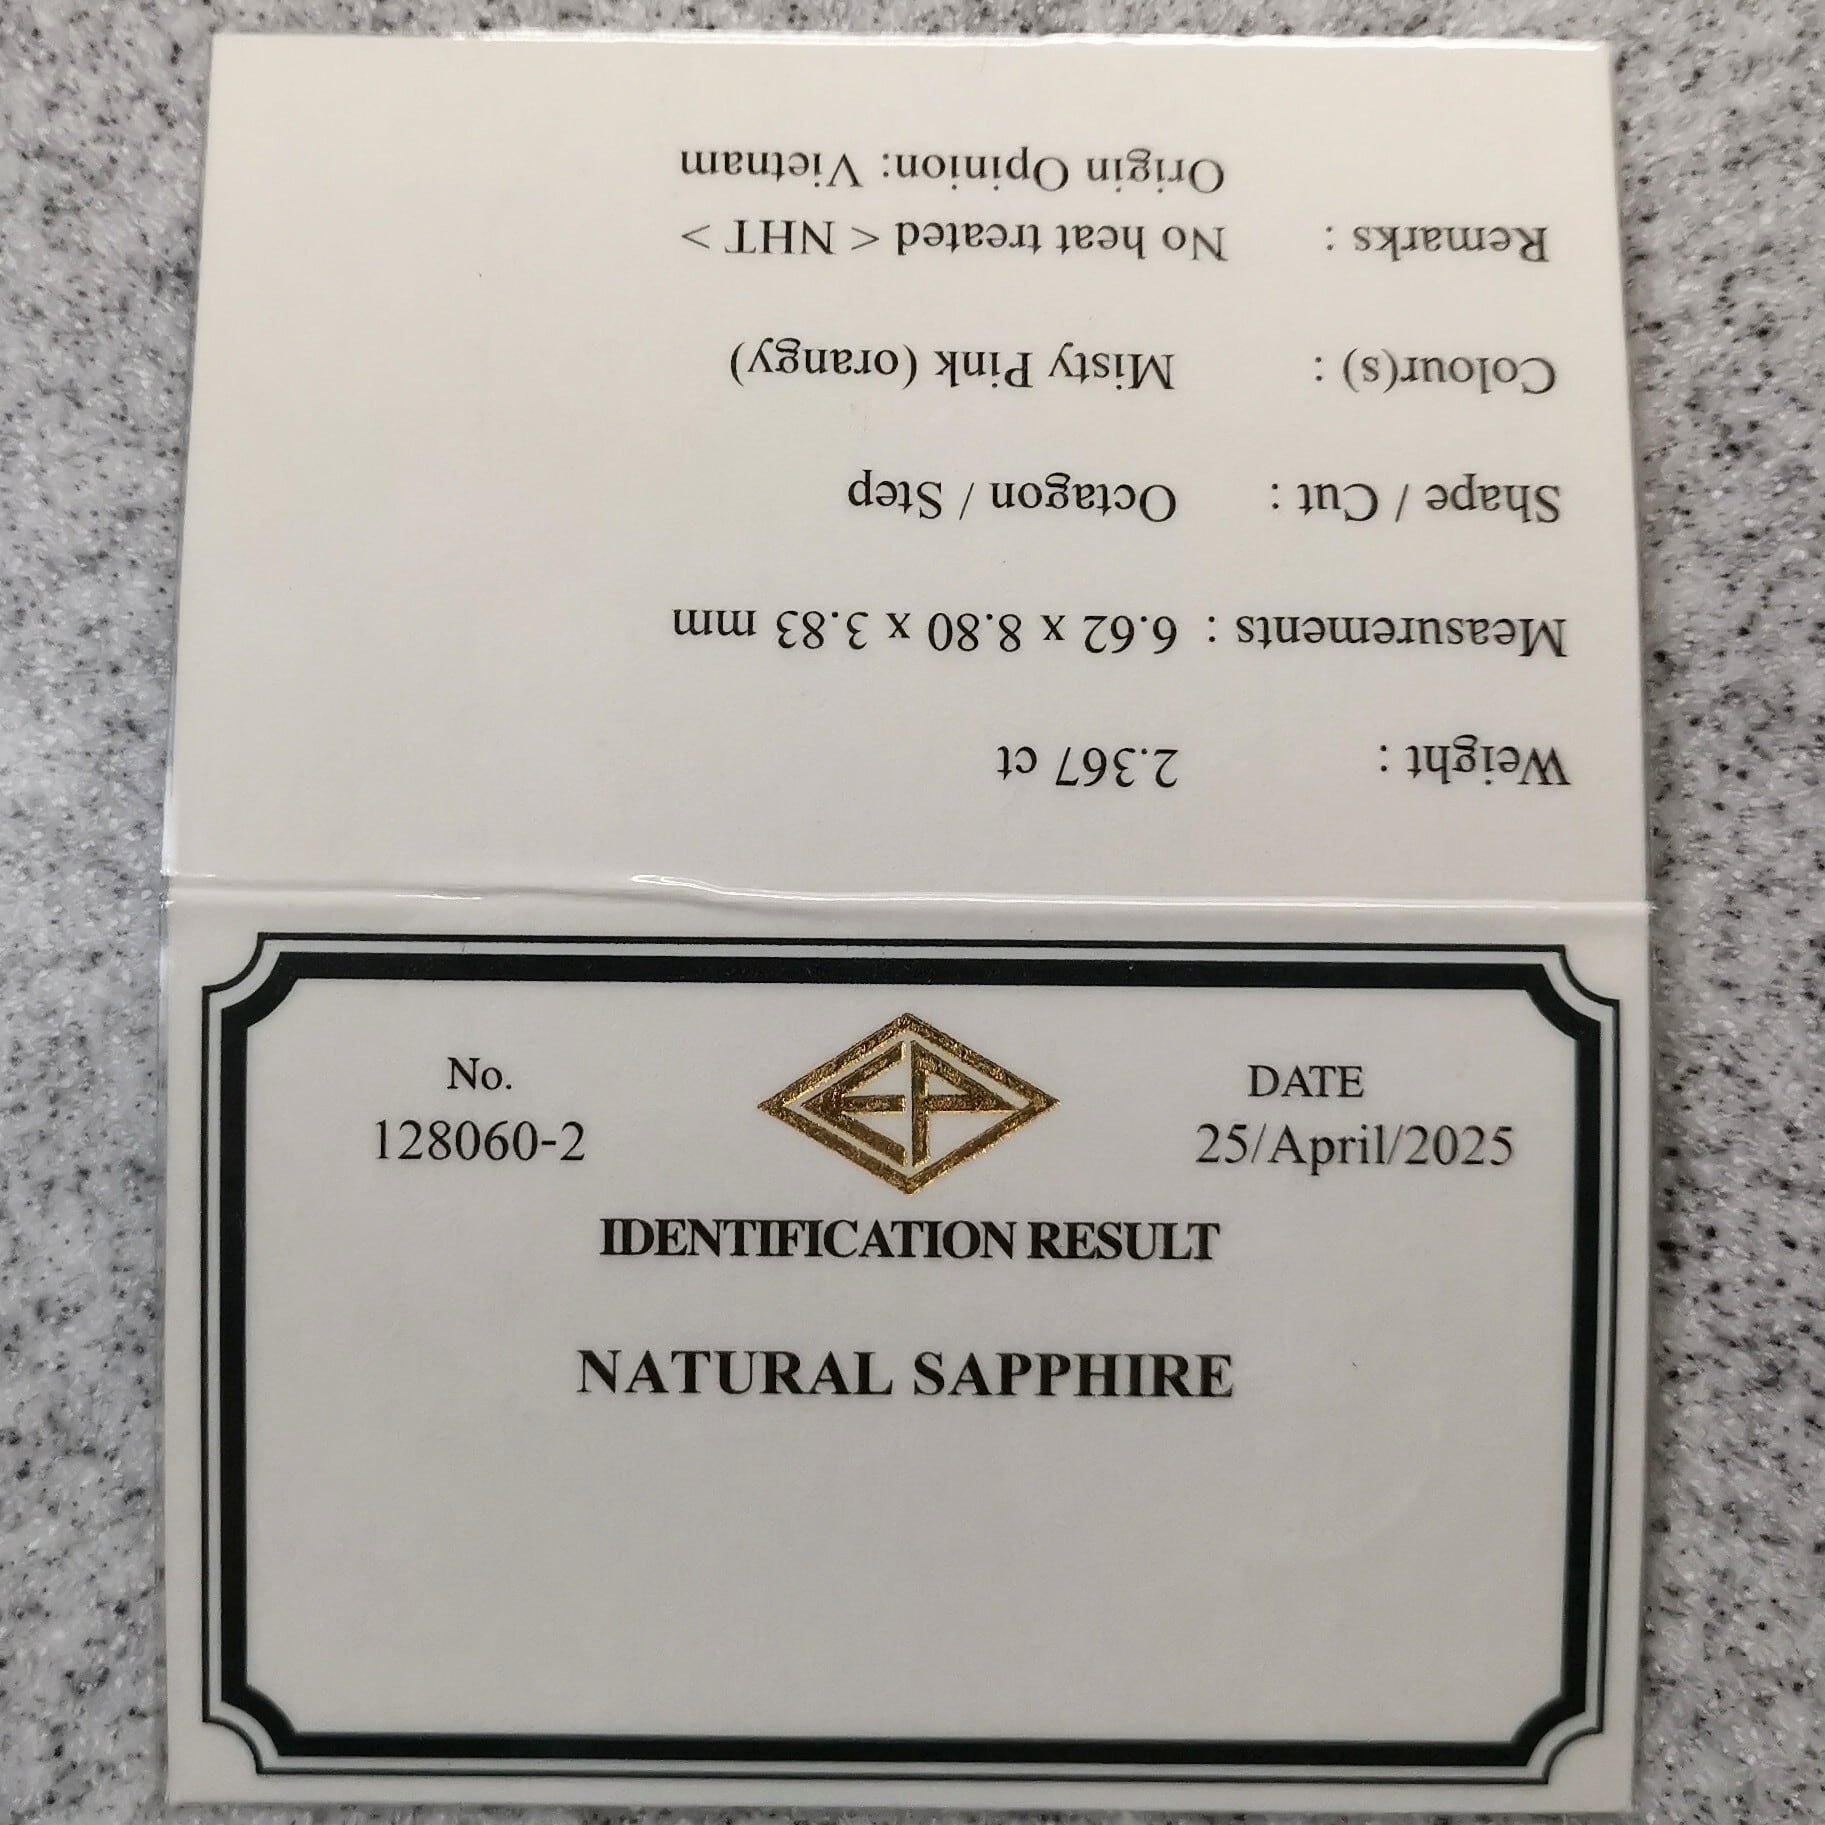 No.
128060-2
EP
DATE
25/April/2025
IDENTIFICATION RESULT
NATURAL SAPPHIRE
Weight : 2.367 ct
Measurements : 6.62 x 8.80 x 3.83 mm
Shape / Cut : Octagon / Step
Colour(s) : Misty Pink (orangy)
Remarks : No heat treated < NHT >
Origin Opinion: Vietnam